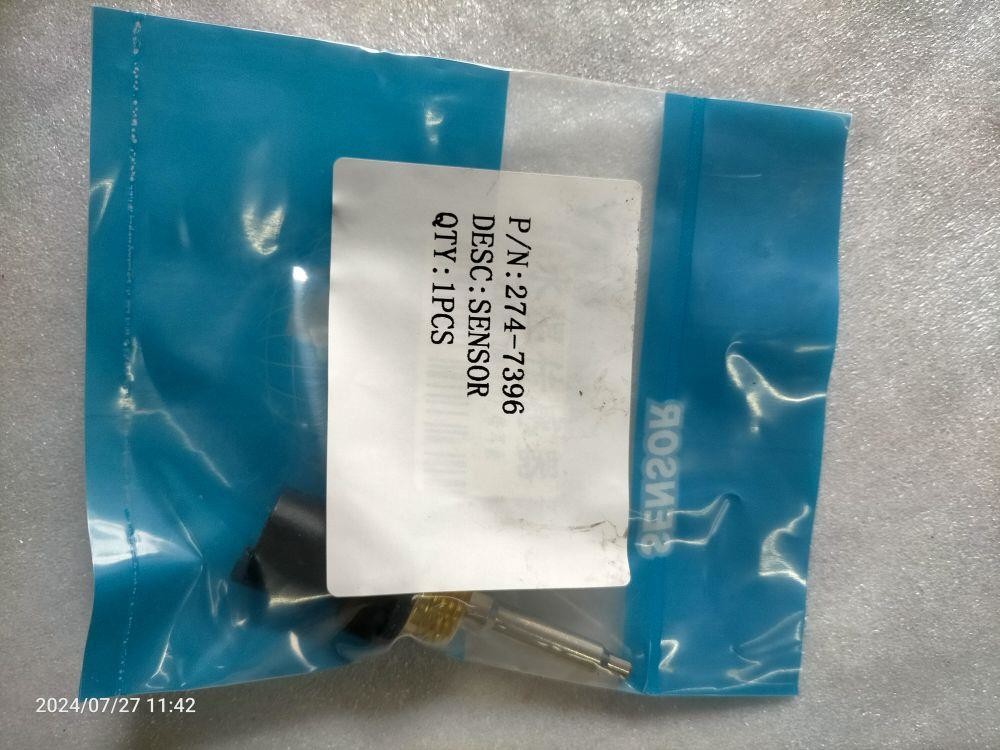 P/N:274-7396
DESC:SENSOR
QTY:1PCS
SENSOR
2024/07/27 11:42